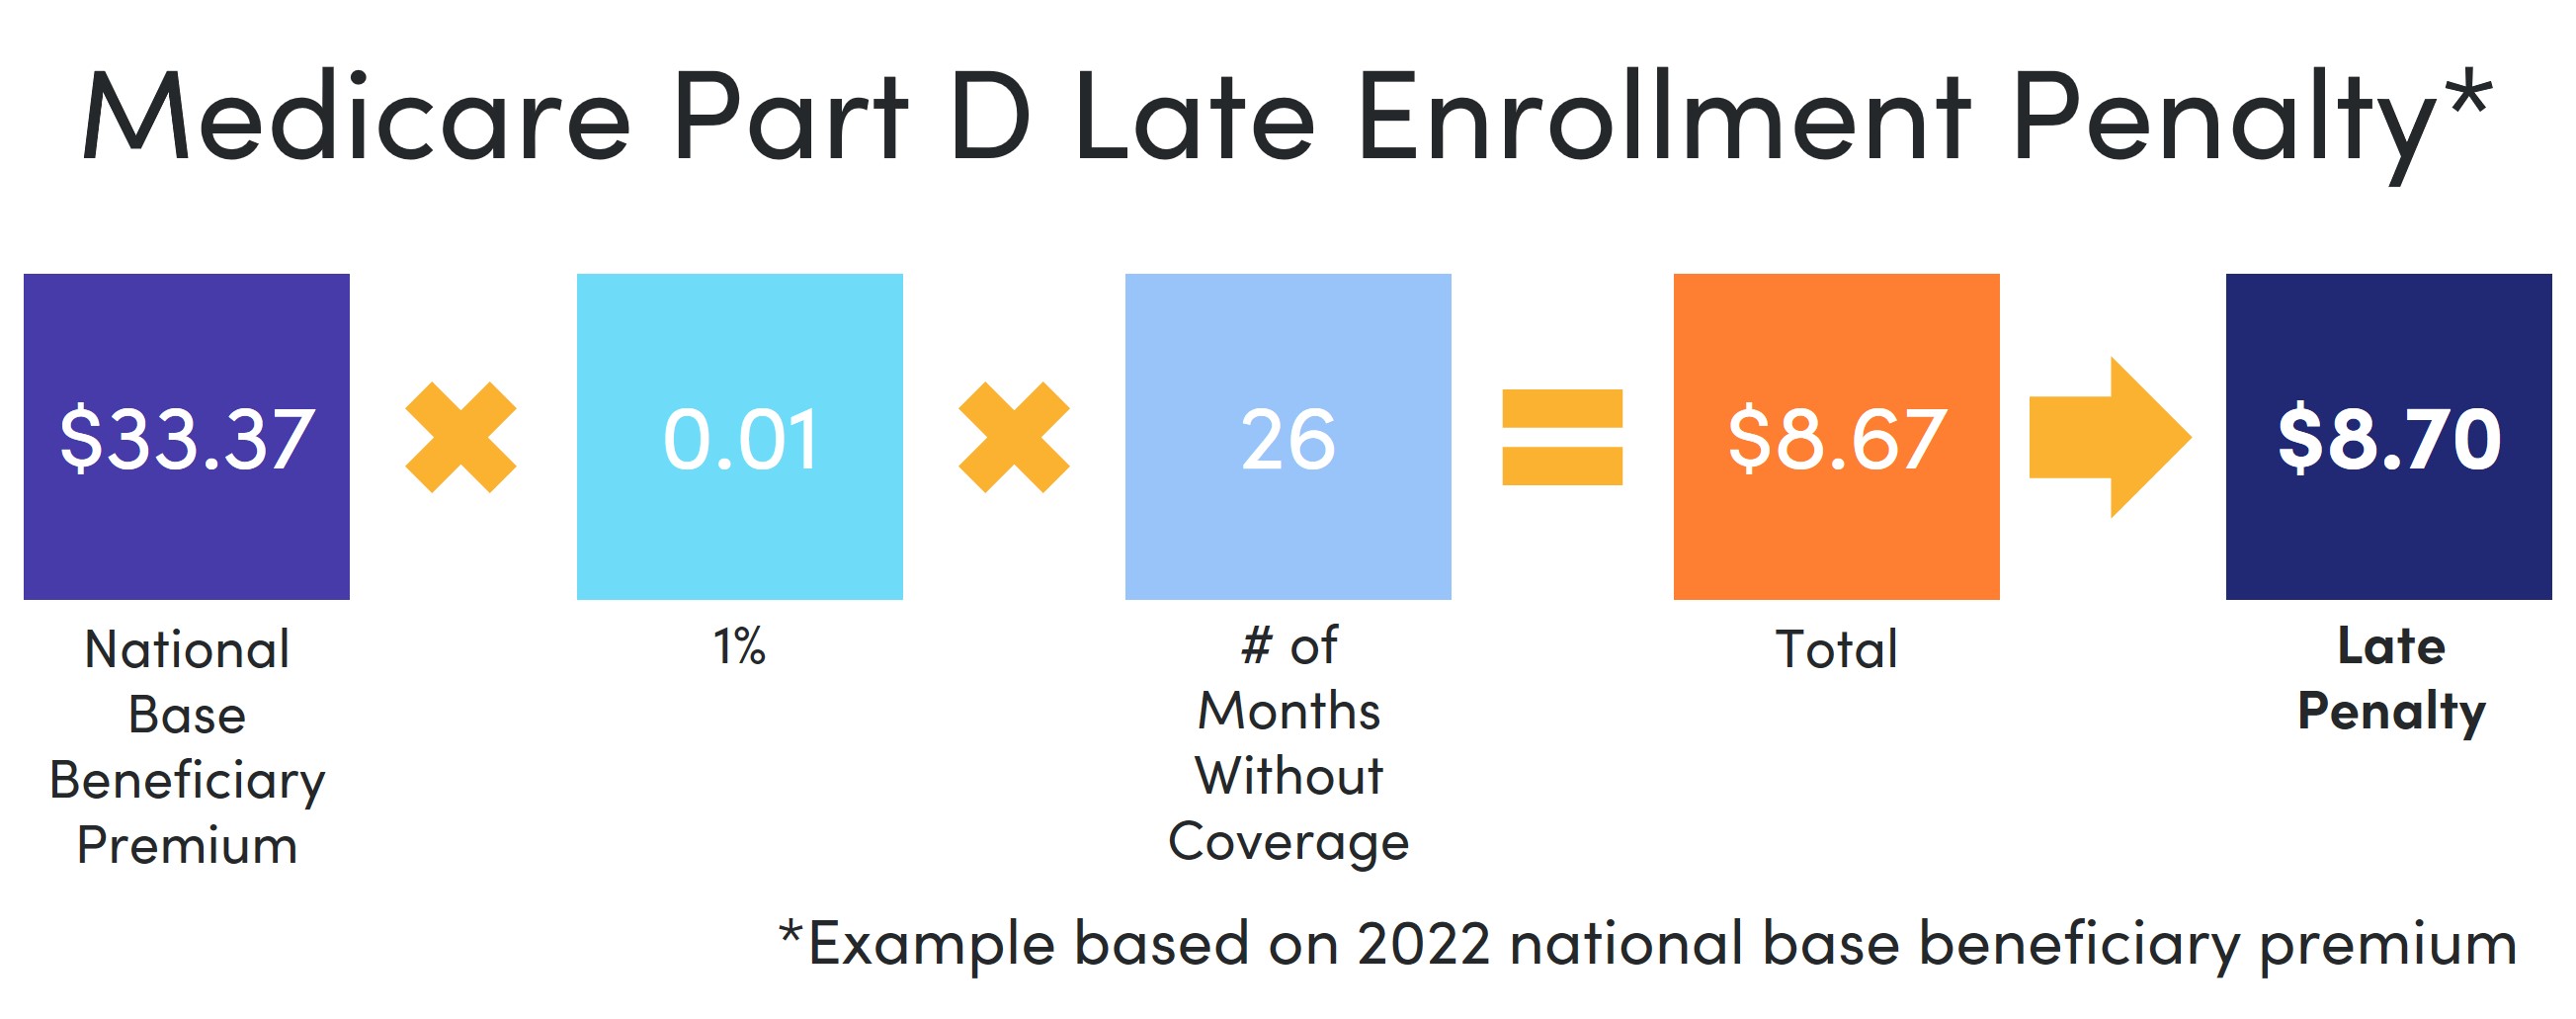 Medicare Part D Late Enrollment Penalty*
$33.37
0.01
26
$8.67
$8.70
National
Base
Beneficiary
Premium
1%
# of
Months
Without
Coverage
Total
Late
Penalty
*Example based on 2022 national base beneficiary premium